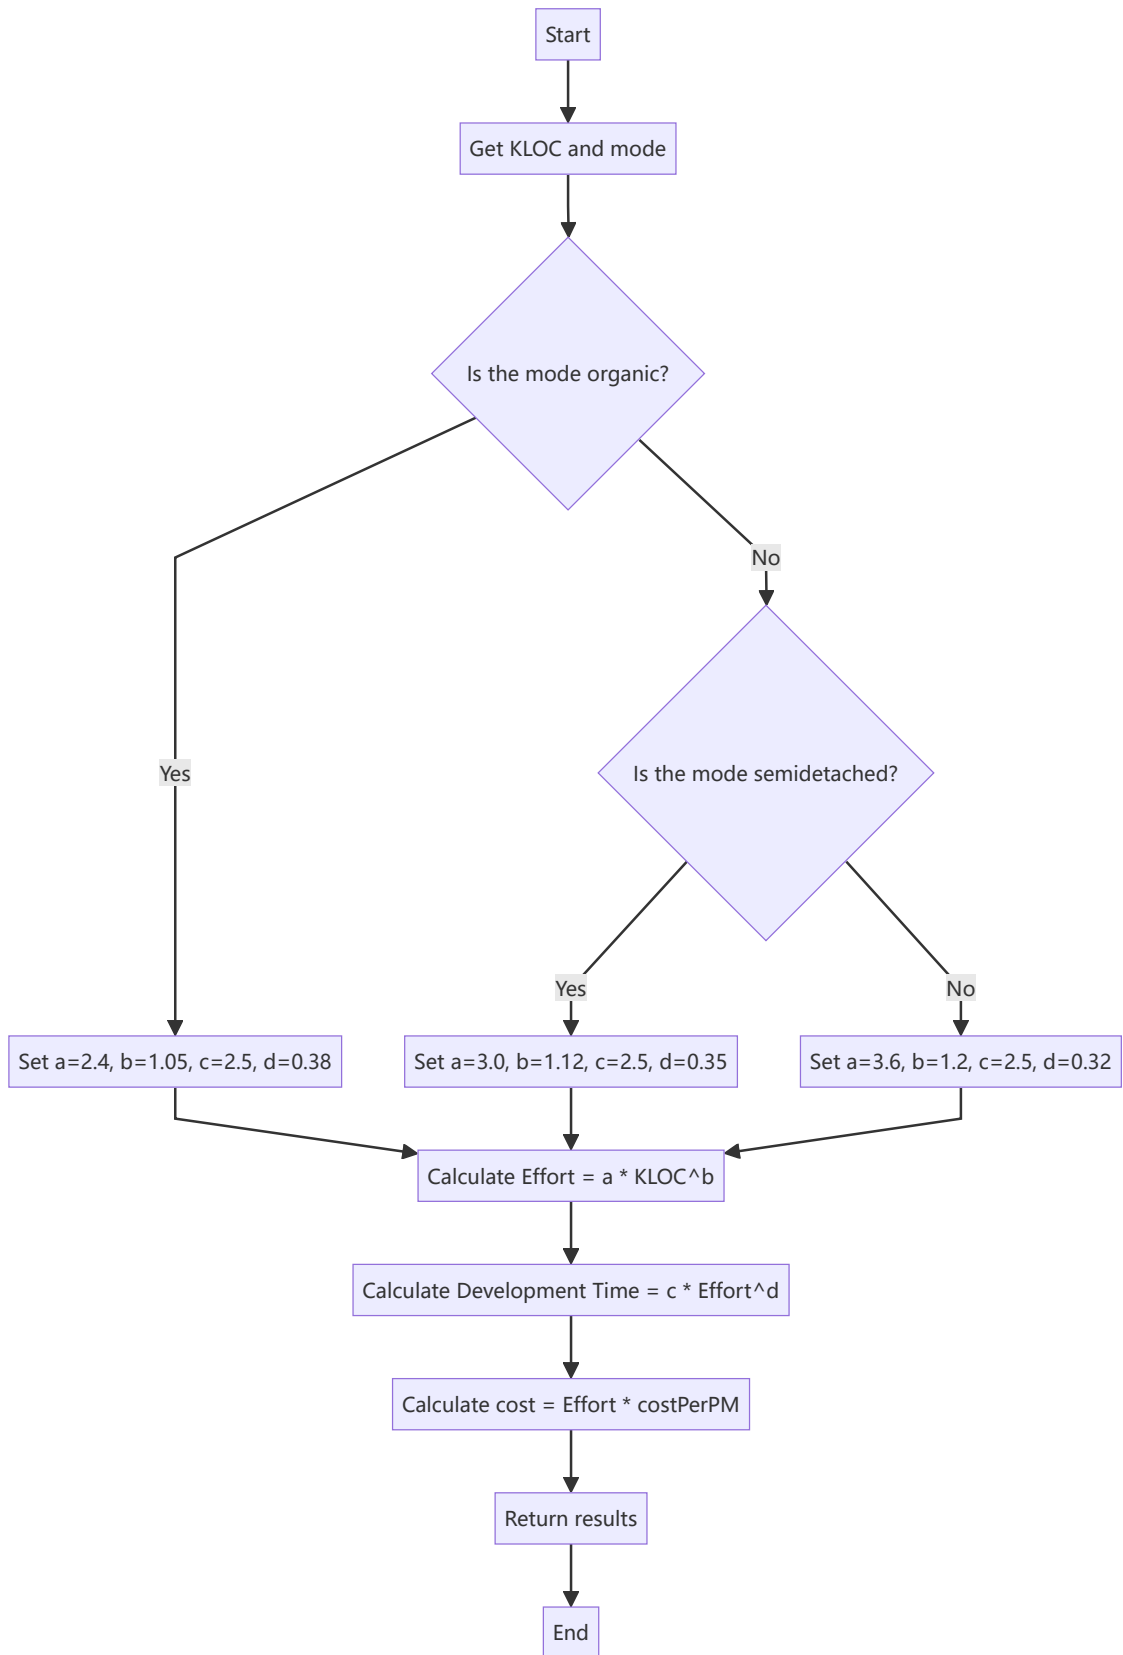 Start
Get KLOC and mode
Is the mode organic?
No
Yes
Is the mode semidetached?
Yes
No
Set a=2.4, b=1.05, c=2.5, d=0.38
Set a=3.0, b=1.12, c=2.5, d=0.35
Set a=3.6, b=1.2, c=2.5, d=0.32
Calculate Effort = a * KLOC^b
Calculate Development Time = c * Effort^d
Calculate cost = Effort * costPerPM
Return results
End